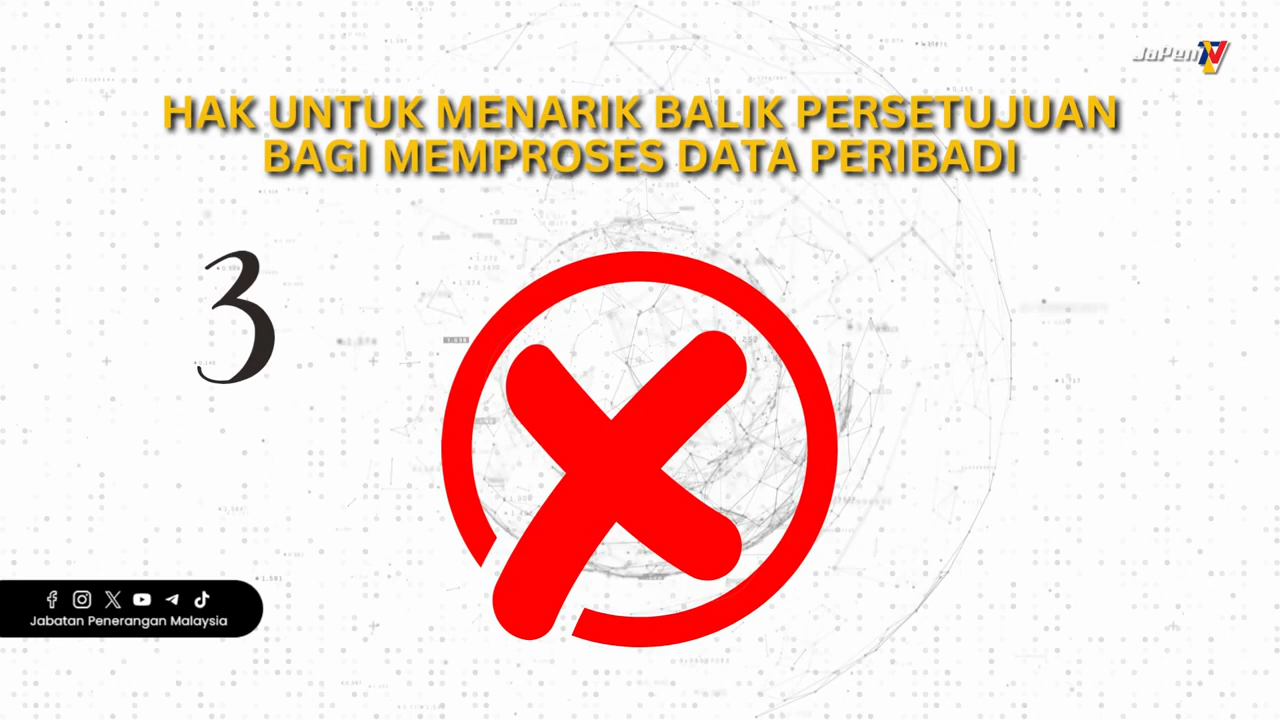 JaPenTV
HAK UNTUK MENARIK BALIK PERSETUJUAN
BAGI MEMPROSES DATA PERIBADI
3
Jabatan Penerangan Malaysia